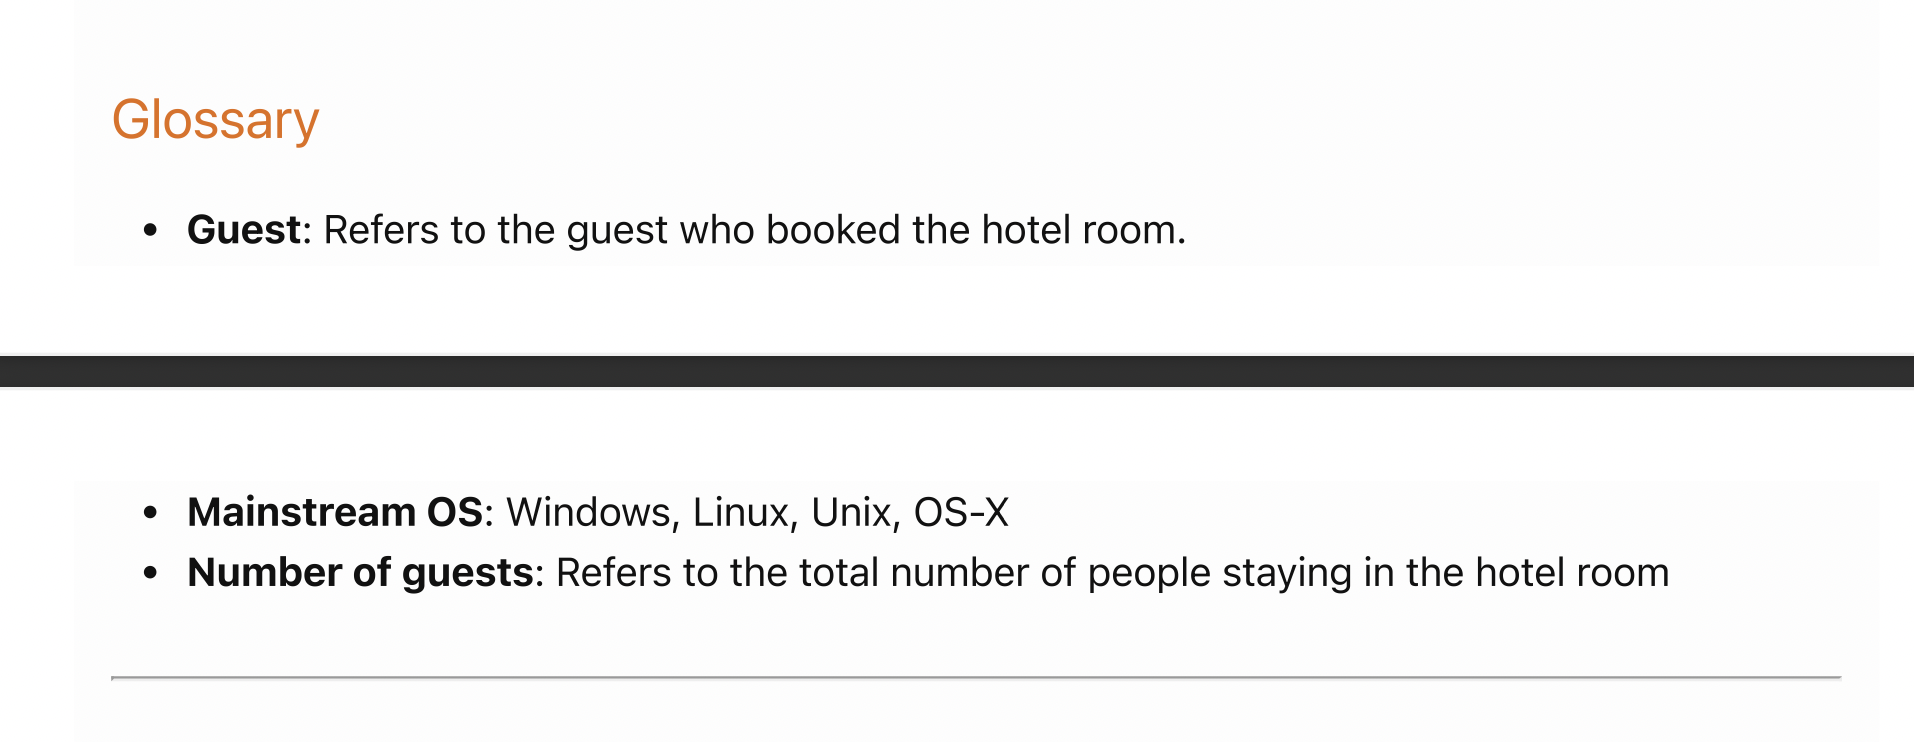 Glossary
• Guest: Refers to the guest who booked the hotel room.
• Mainstream OS: Windows, Linux, Unix, OS-X
• Number of guests: Refers to the total number of people staying in the hotel room